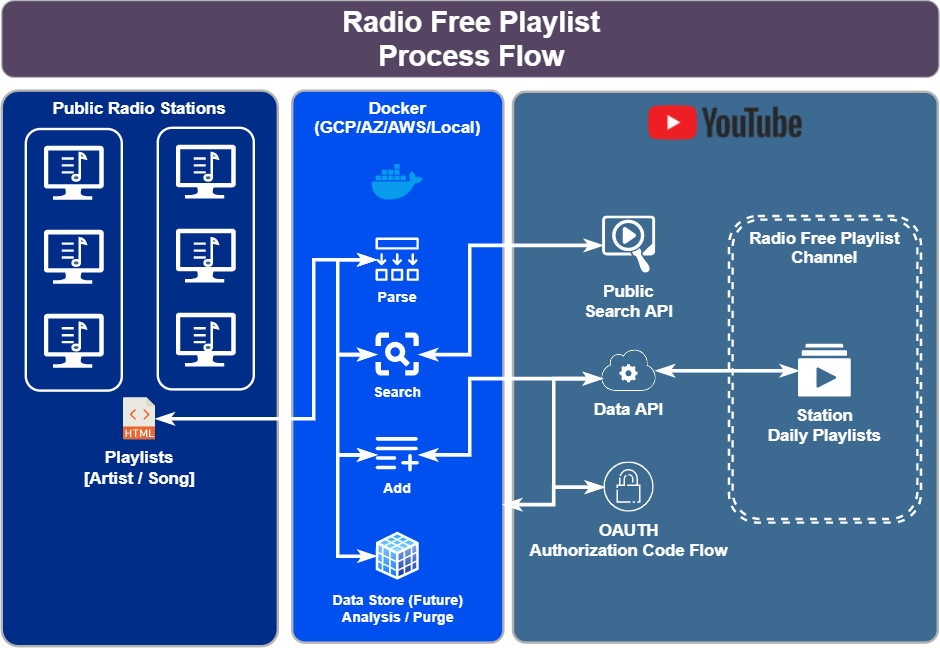 Radio Free Playlist
Process Flow
Public Radio Stations
HTML
Playlists
[Artist / Song]
Docker
(GCP/AZ/AWS/Local)
Parse
Search
Add
Data Store (Future)
Analysis / Purge
YouTube
Public
Search API
Data API
OAUTH
Authorization Code Flow
Radio Free Playlist
Channel
Station
Daily Playlists